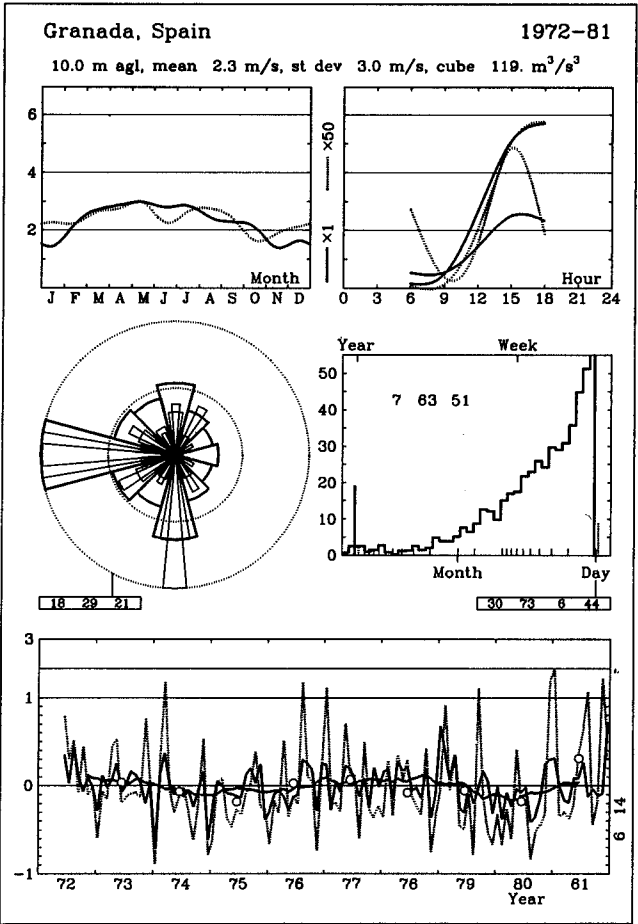 Granada, Spain 1972-81
10.0 m agl, mean 2.3 m/s, st dev 3.0 m/s, cube 119. m³/s³
6
4
2
×50
×1
Month
Hour
J F M A M J J A S O N D
0 3 6 9 12 15 18 21 24
Year Week
50
40
30
20
10
0
7 63 51
Month Day
18 29 21
30 73 6 44
3
1
0
-1
6 14
72 73 74 75 76 77 76 79 80 61
Year